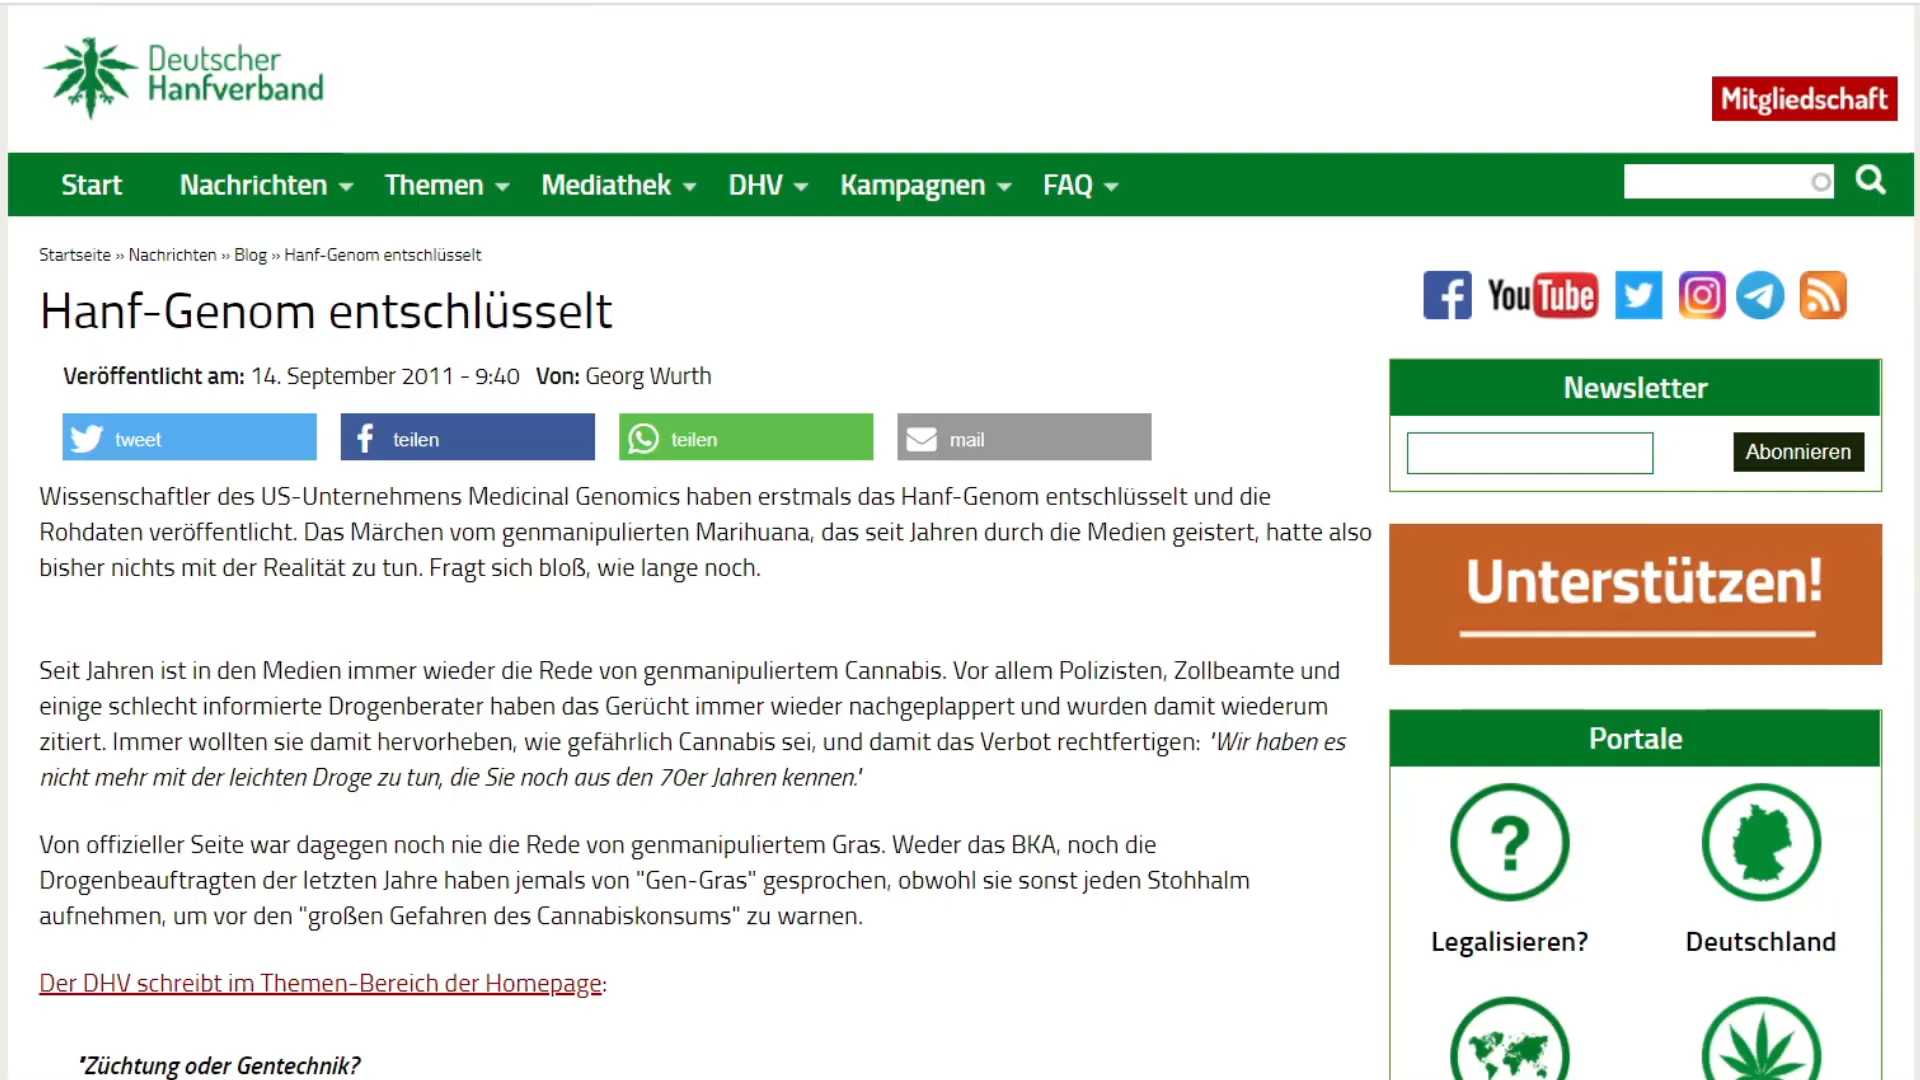 Deutscher
Hanfverband
Mitgliedschaft
Start Nachrichten Themen Mediathek DHV Kampagnen FAQ
Startseite » Nachrichten » Blog » Hanf-Genom entschlüsselt
Hanf-Genom entschlüsselt
Veröffentlicht am: 14. September 2011 - 9:40 Von: Georg Wurth
tweet teilen teilen mail
Wissenschaftler des US-Unternehmens Medicinal Genomics haben erstmals das Hanf-Genom entschlüsselt und die
Rohdaten veröffentlicht. Das Märchen vom genmanipulierten Marihuana, das seit Jahren durch die Medien geistert, hatte also
bisher nichts mit der Realität zu tun. Fragt sich bloß, wie lange noch.
Seit Jahren ist in den Medien immer wieder die Rede von genmanipuliertem Cannabis. Vor allem Polizisten, Zollbeamte und
einige schlecht informierte Drogenberater haben das Gerücht immer wieder nachgeplappert und wurden damit wiederum
zitiert. Immer wollten sie damit hervorheben, wie gefährlich Cannabis sei, und damit das Verbot rechtfertigen: "Wir haben es
nicht mehr mit der leichten Droge zu tun, die Sie noch aus den 70er Jahren kennen."
Von offizieller Seite war dagegen noch nie die Rede von genmanipuliertem Gras. Weder das BKA, noch die
Drogenbeauftragten der letzten Jahre haben jemals von "Gen-Gras" gesprochen, obwohl sie sonst jeden Stohhalm
aufnehmen, um vor den "großen Gefahren des Cannabiskonsums" zu warnen.
Der DHV schreibt im Themen-Bereich der Homepage:
"Züchtung oder Gentechnik?
YouTube
Newsletter
Abonnieren
Unterstützen!
Portale
?
Legalisieren? Deutschland